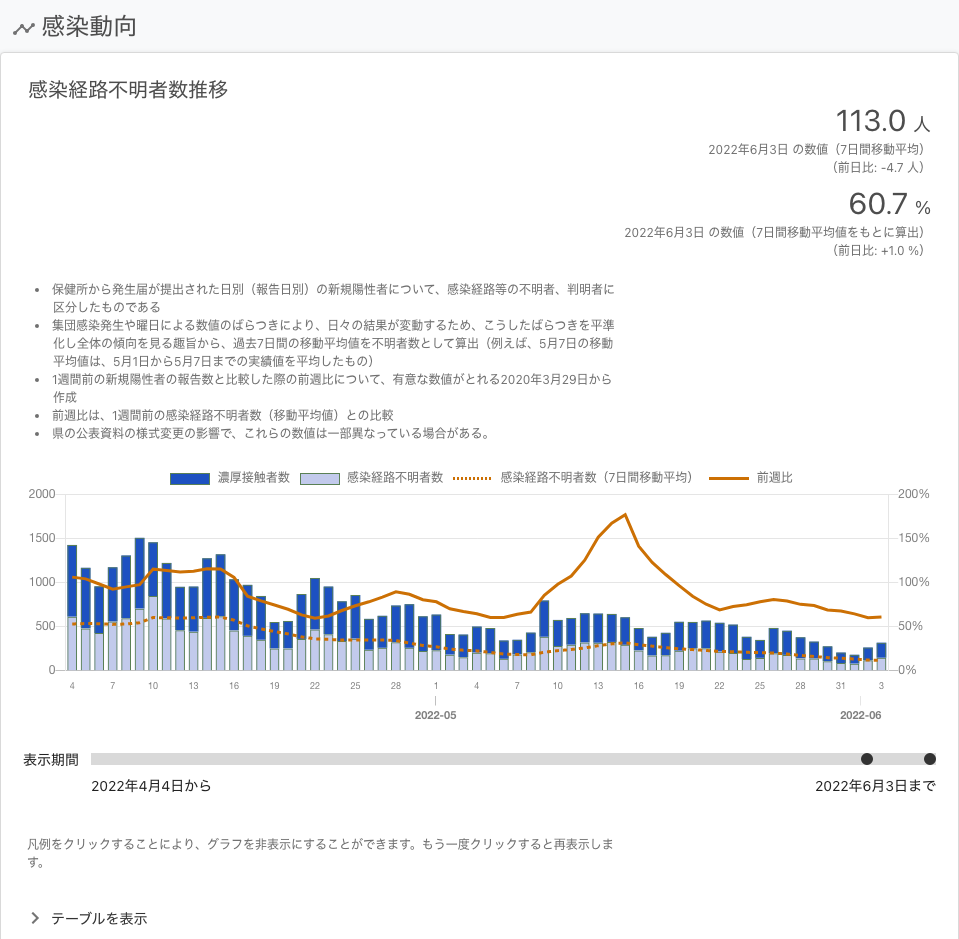 感染動向
感染経路不明者数推移
113.0 人
2022年6月3日 の数値（7日間移動平均）
（前日比: -4.7 人）
60.7 %
2022年6月3日 の数値（7日間移動平均値をもとに算出）
（前日比: +1.0 %）
• 保健所から発生届が提出された日別（報告日別）の新規陽性者について、感染経路等の不明者、判明者に
区分したものである
• 集団感染発生や曜日による数値のばらつきにより、日々の結果が変動するため、こうしたばらつきを平準
化し全体の傾向を見る趣旨から、過去7日間の移動平均値を不明者数として算出（例えば、5月7日の移動
平均値は、5月1日から5月7日までの実績値を平均したもの）
• 1週間前の新規陽性者の報告数と比較した際の前週比について、有意な数値がとれる2020年3月29日から
作成
• 前週比は、1週間前の感染経路不明者数（移動平均値）との比較
• 県の公表資料の様式変更の影響で、これらの数値は一部異なっている場合がある。
濃厚接触者数 感染経路不明者数 感染経路不明者数（7日間移動平均） 前週比
2000 200%
1500 150%
1000 100%
500 50%
0 0%
4 7 10 13 16 19 22 25 28 1 4 7 10 13 16 19 22 25 28 31 3
2022-05 2022-06
表示期間
2022年4月4日から 2022年6月3日まで
凡例をクリックすることにより、グラフを非表示にすることができます。もう一度クリックすると再表示しま
す。
テーブルを表示